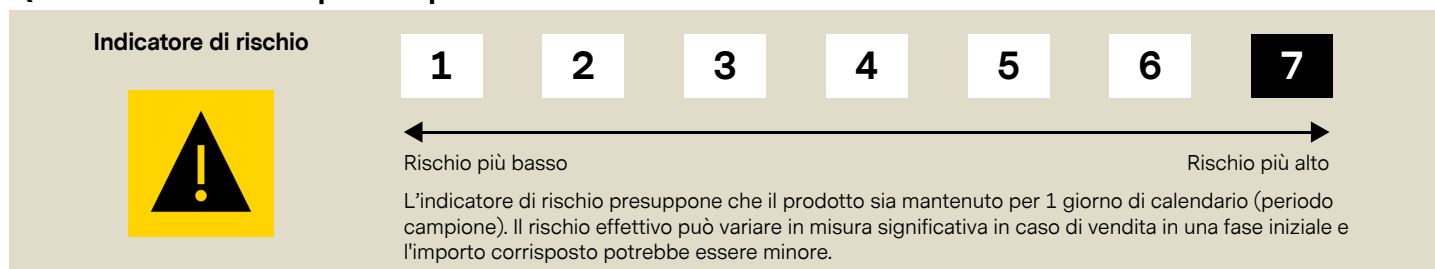 Indicatore di rischio
1 2 3 4 5 6 7
Rischio più basso Rischio più alto
L'indicatore di rischio presuppone che il prodotto sia mantenuto per 1 giorno di calendario (periodo
campione). Il rischio effettivo può variare in misura significativa in caso di vendita in una fase iniziale e
l'importo corrisposto potrebbe essere minore.